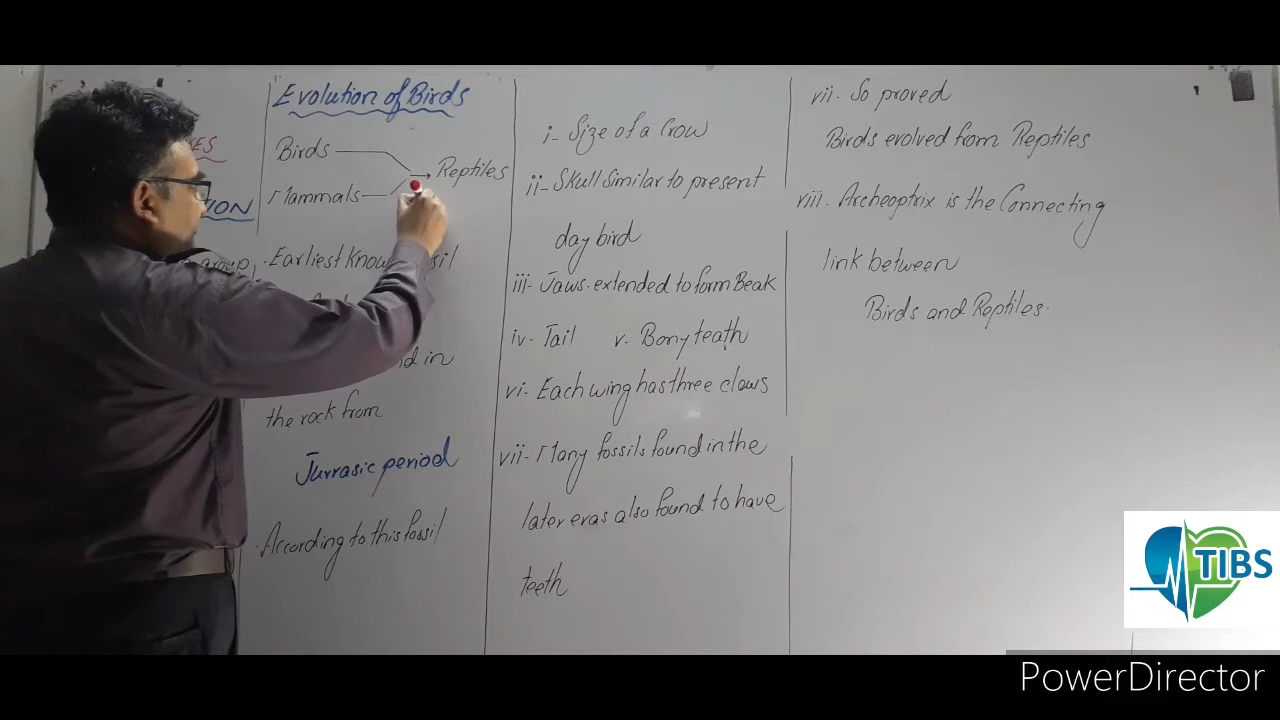 Evolution of Birds
Birds
Reptiles
Mammals
Earliest Know
the rock from
Jurrasic period
According to this fossil
i- Size of a Crow
ii- Skull Similar to present
day bird
iii- Jaws extended to form Beak
iv- Tail v- Bony teath
vi- Each wing has three claws
vii- Many fossils found in the
later eras also found to have
teeth
vii- So proved
Birds evolved from Reptiles
viii- Archeoptrix is the Connecting
link between
Birds and Reptiles.
TIBS
PowerDirector